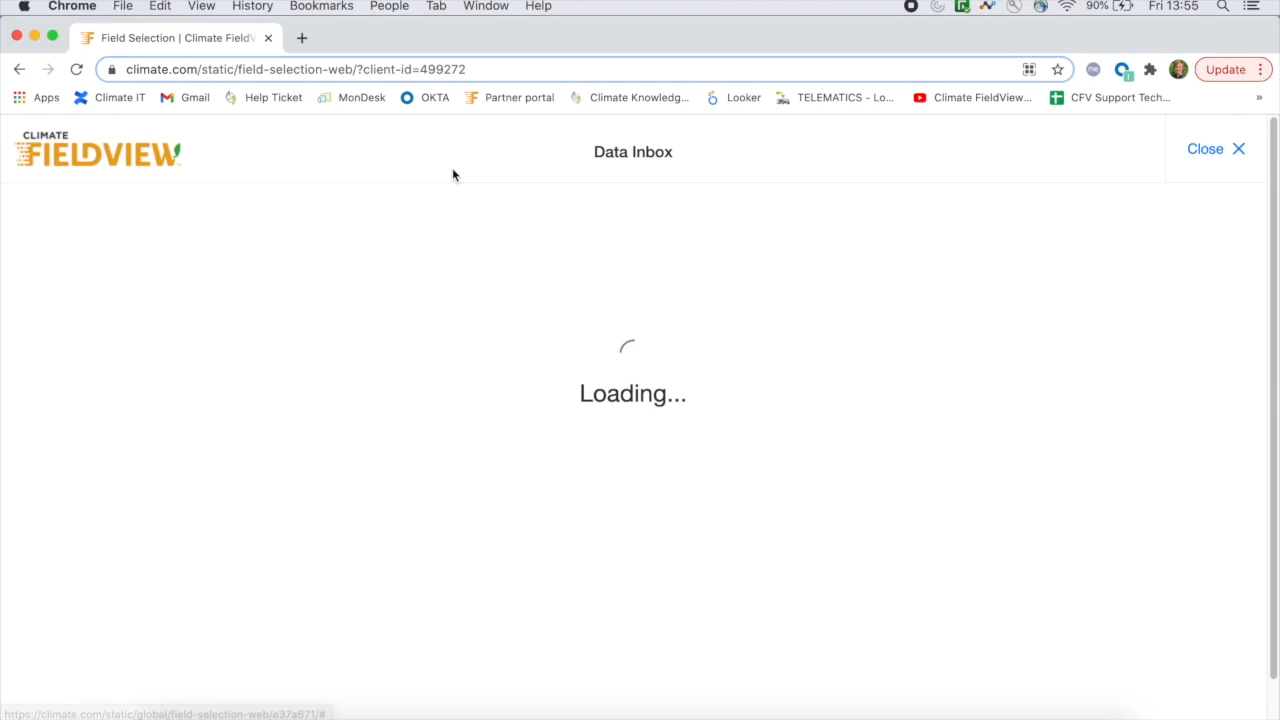 Chrome File Edit View History Bookmarks People Tab Window Help 90% Fri 13:55
Field Selection | Climate FieldV
climate.com/static/field-selection-web/?client-id=499272 Update
Apps Climate IT Gmail Help Ticket MonDesk OKTA Partner portal Climate Knowledg... Looker TELEMATICS - Lo... Climate FieldView... CFV Support Tech... »
CLIMATE
FIELDVIEW
Data Inbox
Close
Loading...
https://climate.com/static/global/field-selection-web/e37a671/#